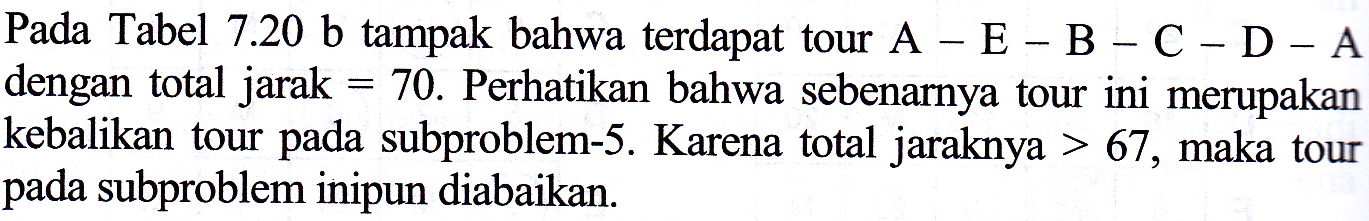 Pada Tabel 7.20 b tampak bahwa terdapat tour A – E – B – C – D – A
dengan total jarak = 70. Perhatikan bahwa sebenarnya tour ini merupakan
kebalikan tour pada subproblem-5. Karena total jaraknya > 67, maka tour
pada subproblem inipun diabaikan.